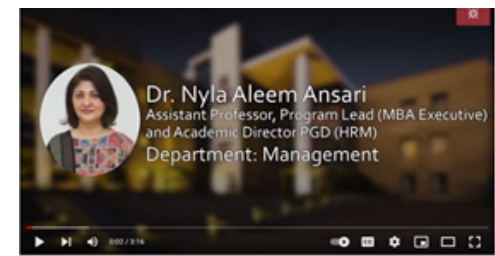 Dr. Nyla Aleem Ansari
Assistant Professor, Program Lead (MBA Executive)
and Academic Director PGD (HRM)
Department: Management
0:02 / 3:16
CC